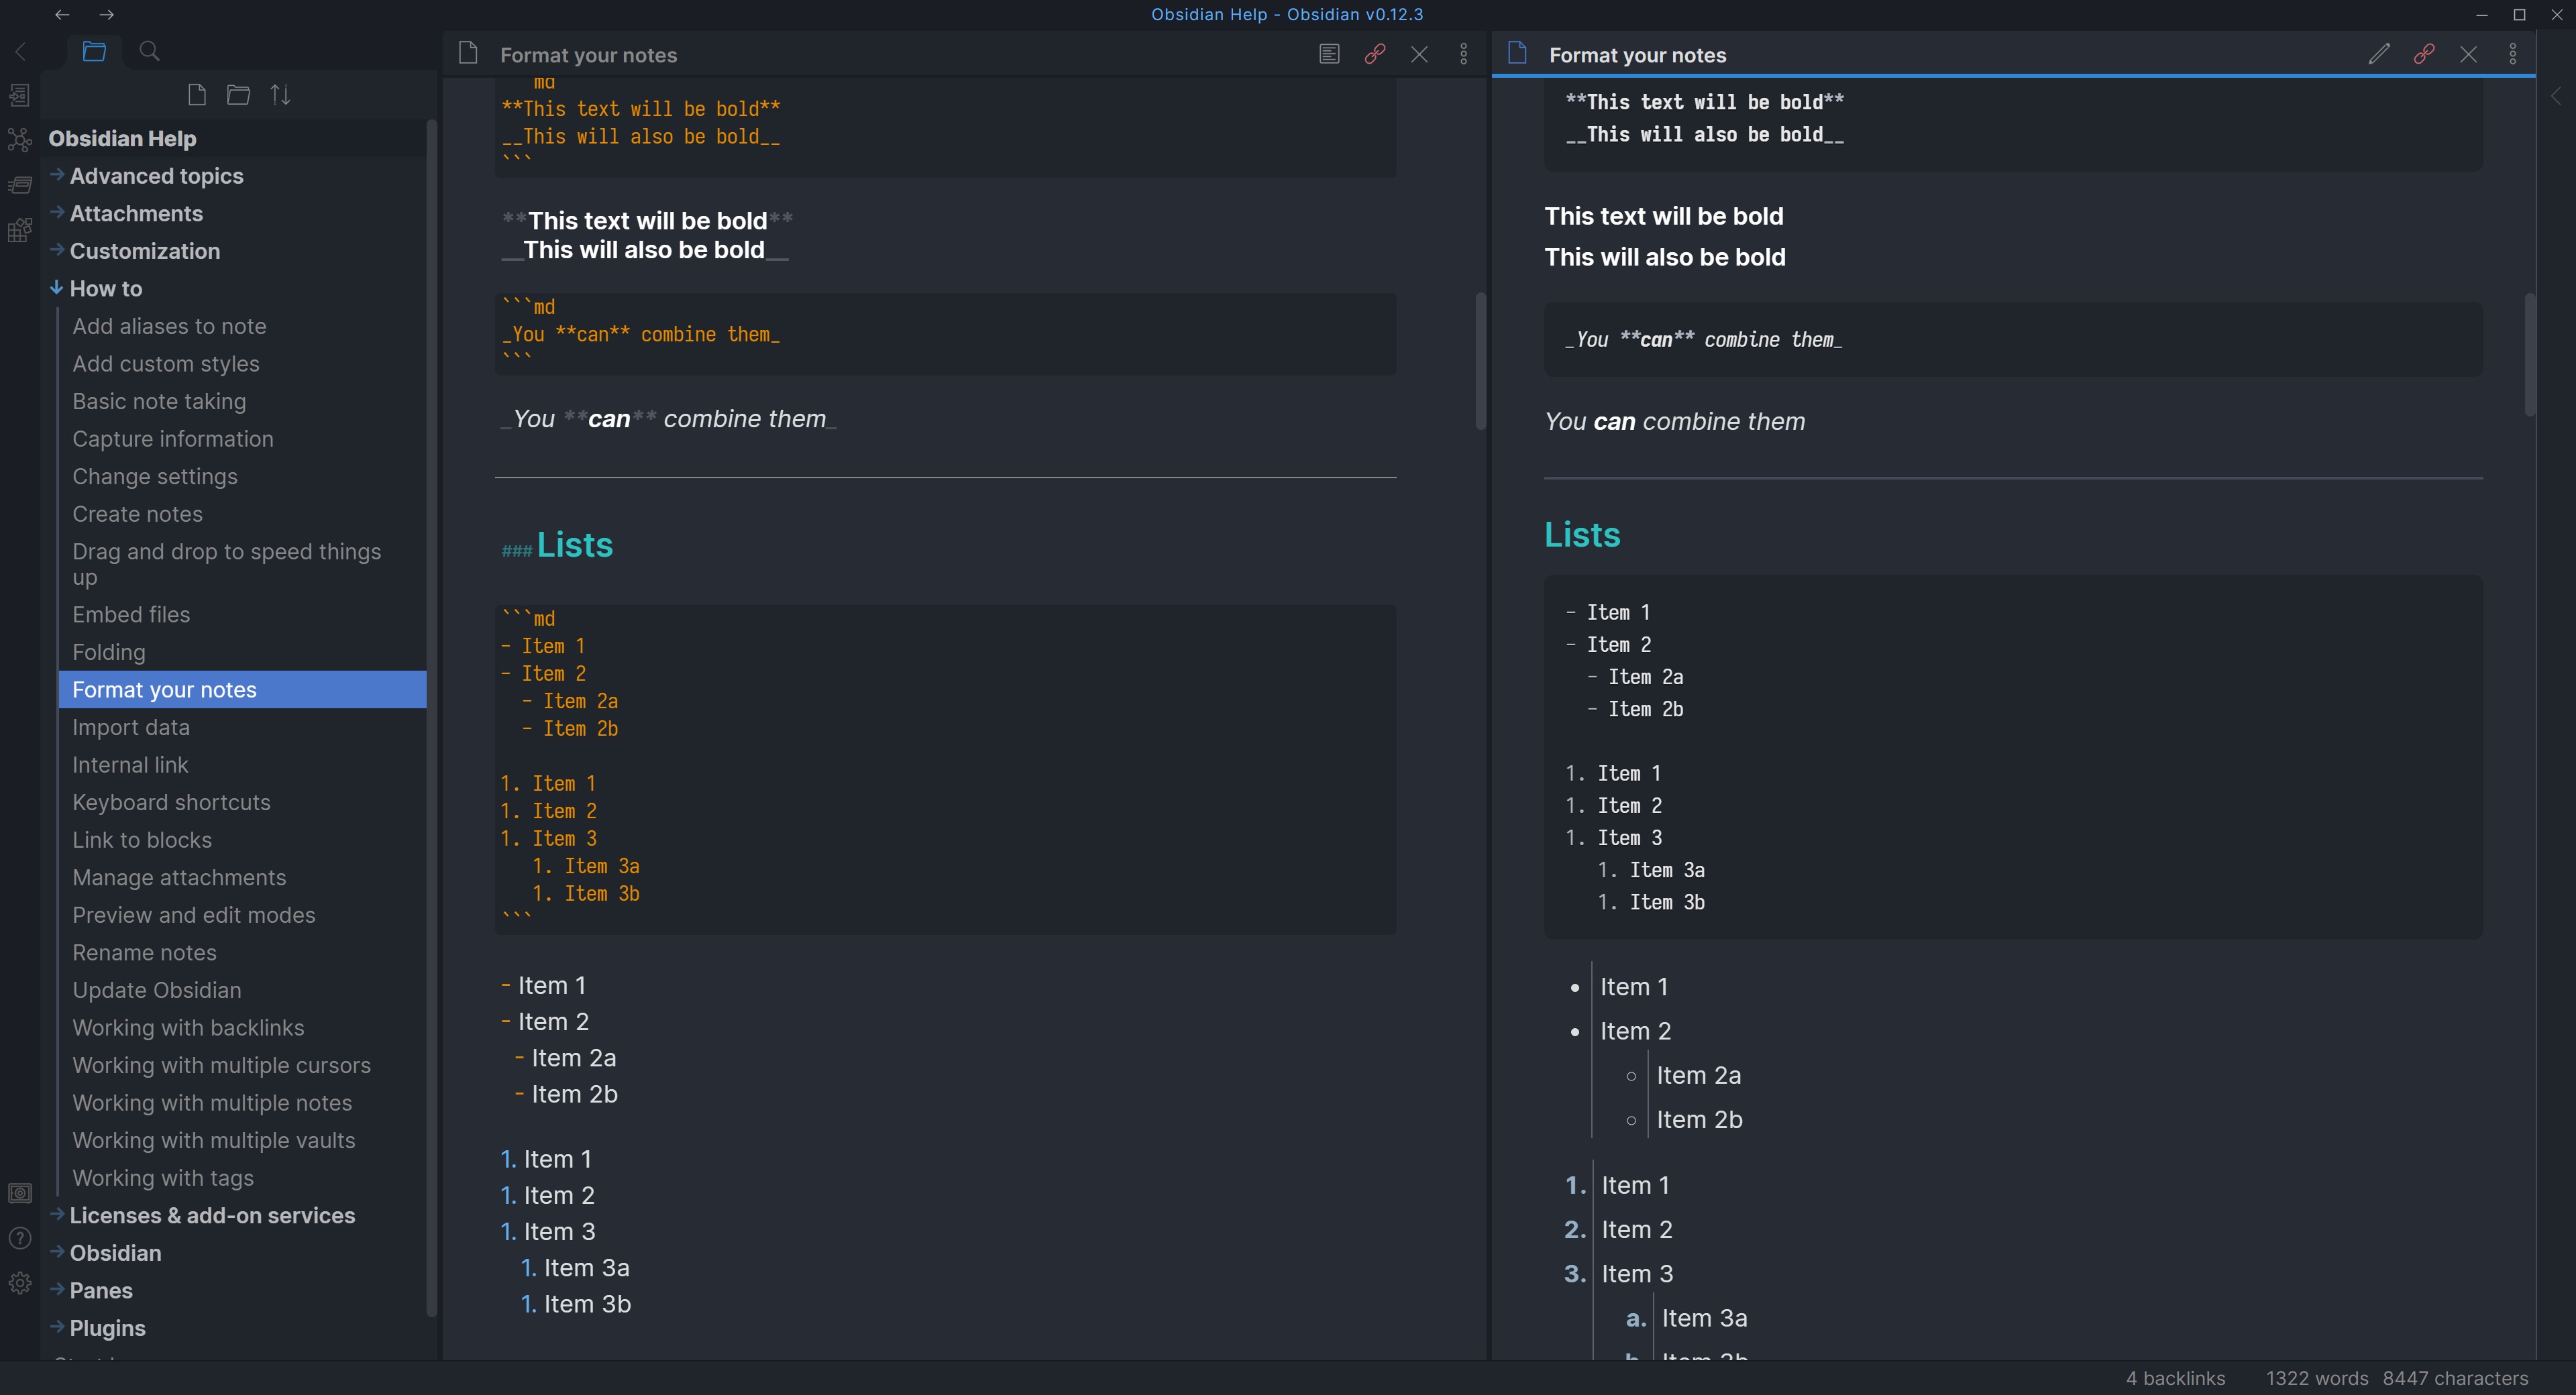 Obsidian Help - Obsidian v0.12.3
Obsidian Help
Advanced topics
Attachments
Customization
How to
Add aliases to note
Add custom styles
Basic note taking
Capture information
Change settings
Create notes
Drag and drop to speed things
up
Embed files
Folding
Format your notes
Import data
Internal link
Keyboard shortcuts
Link to blocks
Manage attachments
Preview and edit modes
Rename notes
Update Obsidian
Working with backlinks
Working with multiple cursors
Working with multiple notes
Working with multiple vaults
Working with tags
Licenses & add-on services
Obsidian
Panes
Plugins
Format your notes
md
**This text will be bold**
__This will also be bold__
```
**This text will be bold**
__This will also be bold__
```md
_You **can** combine them_
```
_You **can** combine them_
### Lists
```md
- Item 1
- Item 2
  - Item 2a
  - Item 2b

1. Item 1
1. Item 2
1. Item 3
   1. Item 3a
   1. Item 3b
```
- Item 1
- Item 2
  - Item 2a
  - Item 2b
1. Item 1
1. Item 2
1. Item 3
   1. Item 3a
   1. Item 3b
Format your notes
**This text will be bold**
__This will also be bold__
This text will be bold
This will also be bold
_You **can** combine them_
You can combine them
Lists
- Item 1
- Item 2
  - Item 2a
  - Item 2b

1. Item 1
1. Item 2
1. Item 3
   1. Item 3a
   1. Item 3b
• Item 1
• Item 2
◦ Item 2a
◦ Item 2b
1. Item 1
2. Item 2
3. Item 3
a. Item 3a
b. Item 3b
4 backlinks 1322 words 8447 characters